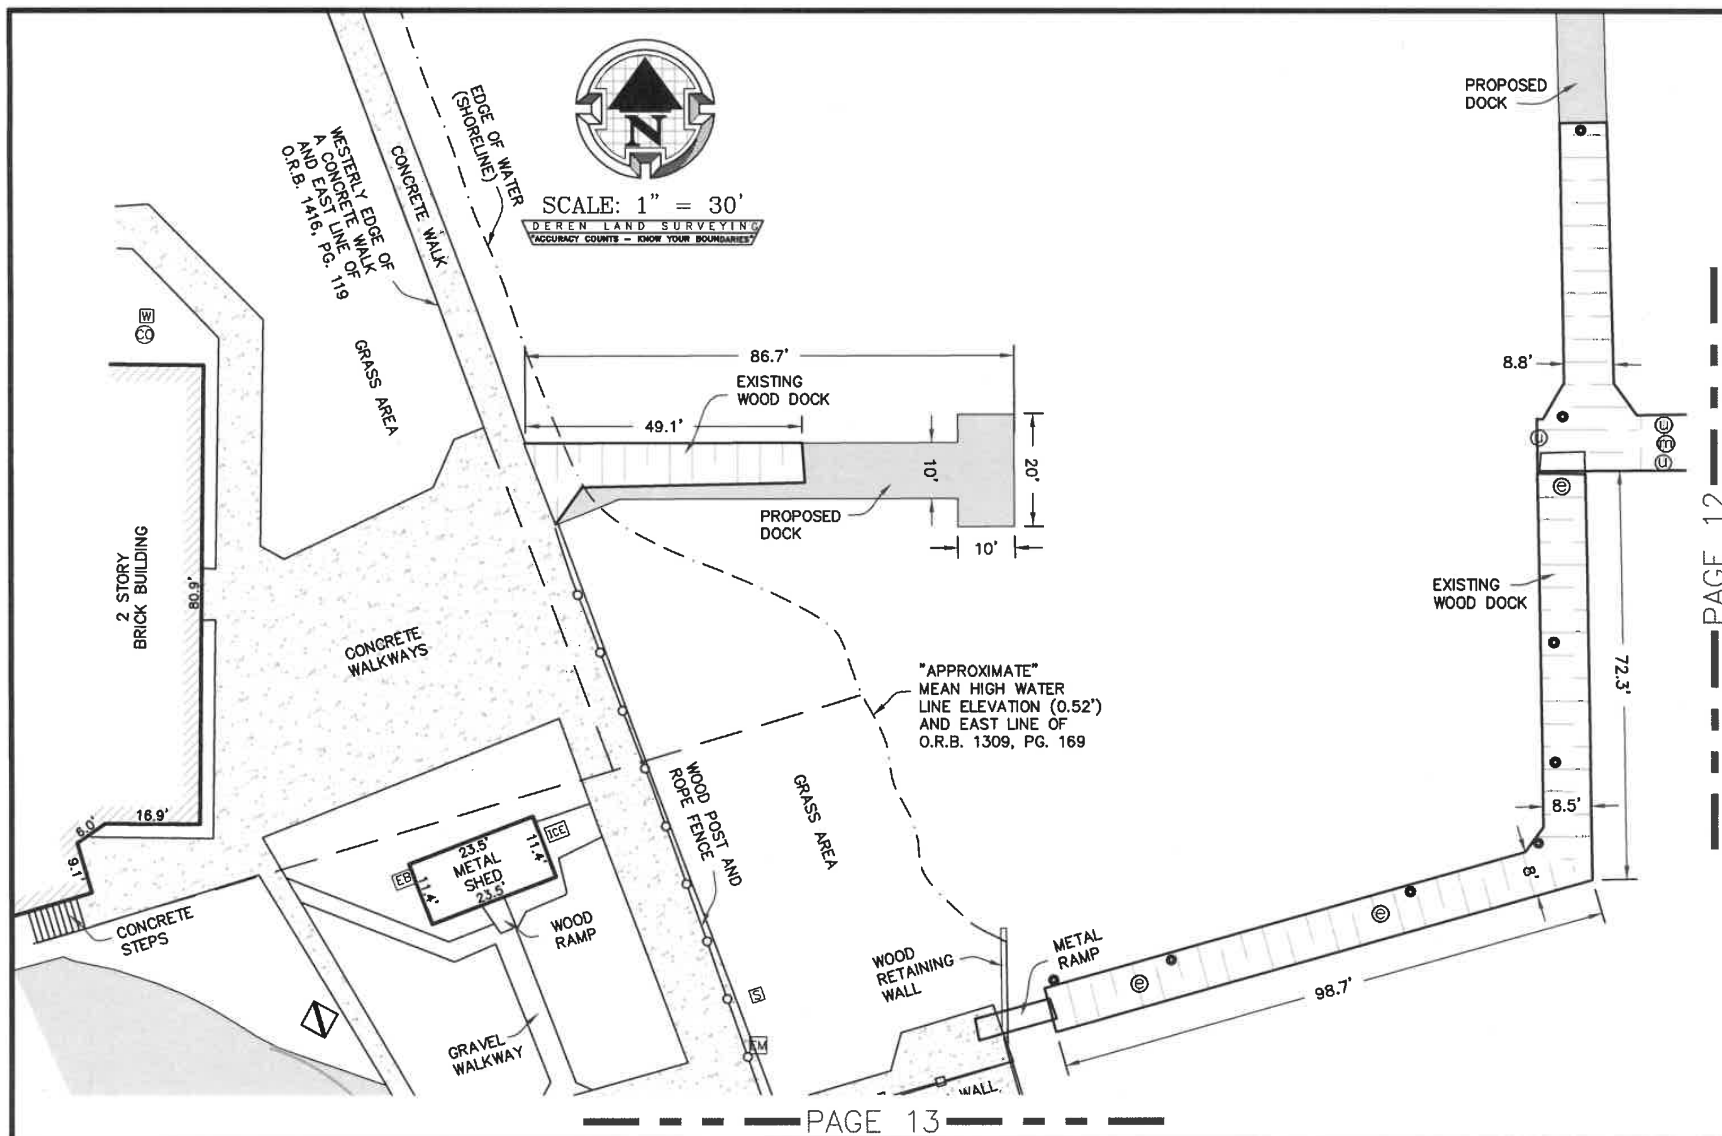 PROPOSED
DOCK
EDGE OF WATER
(SHORELINE)
WESTERLY EDGE OF
A CONCRETE WALK
AND EAST LINE OF
O.R.B. 1416, PG. 119
CONCRETE WALK
N
SCALE: 1" = 30'
DEREN LAND SURVEYING
"ACCURACY COUNTS - KNOW YOUR BOUNDARIES"
W
CO
GRASS AREA
86.7'
EXISTING
WOOD DOCK
49.1'
10'
20'
PROPOSED
DOCK
10'
8.8'
U
U
m
U
e
PAGE 12
2 STORY
BRICK BUILDING
80.9'
CONCRETE
WALKWAYS
EXISTING
WOOD DOCK
72.3'
"APPROXIMATE"
MEAN HIGH WATER
LINE ELEVATION (0.52')
AND EAST LINE OF
O.R.B. 1309, PG. 169
WOOD POST AND
ROPE FENCE
GRASS AREA
8.5'
16.9'
6.0'
9.1'
23.5'
METAL
SHED
23.5'
11.4'
11.4'
ICE
EB
8'
CONCRETE
STEPS
WOOD
RAMP
WOOD
RETAINING
WALL
METAL
RAMP
e
e
98.7'
S
EM
GRAVEL
WALKWAY
WALL
PAGE 13